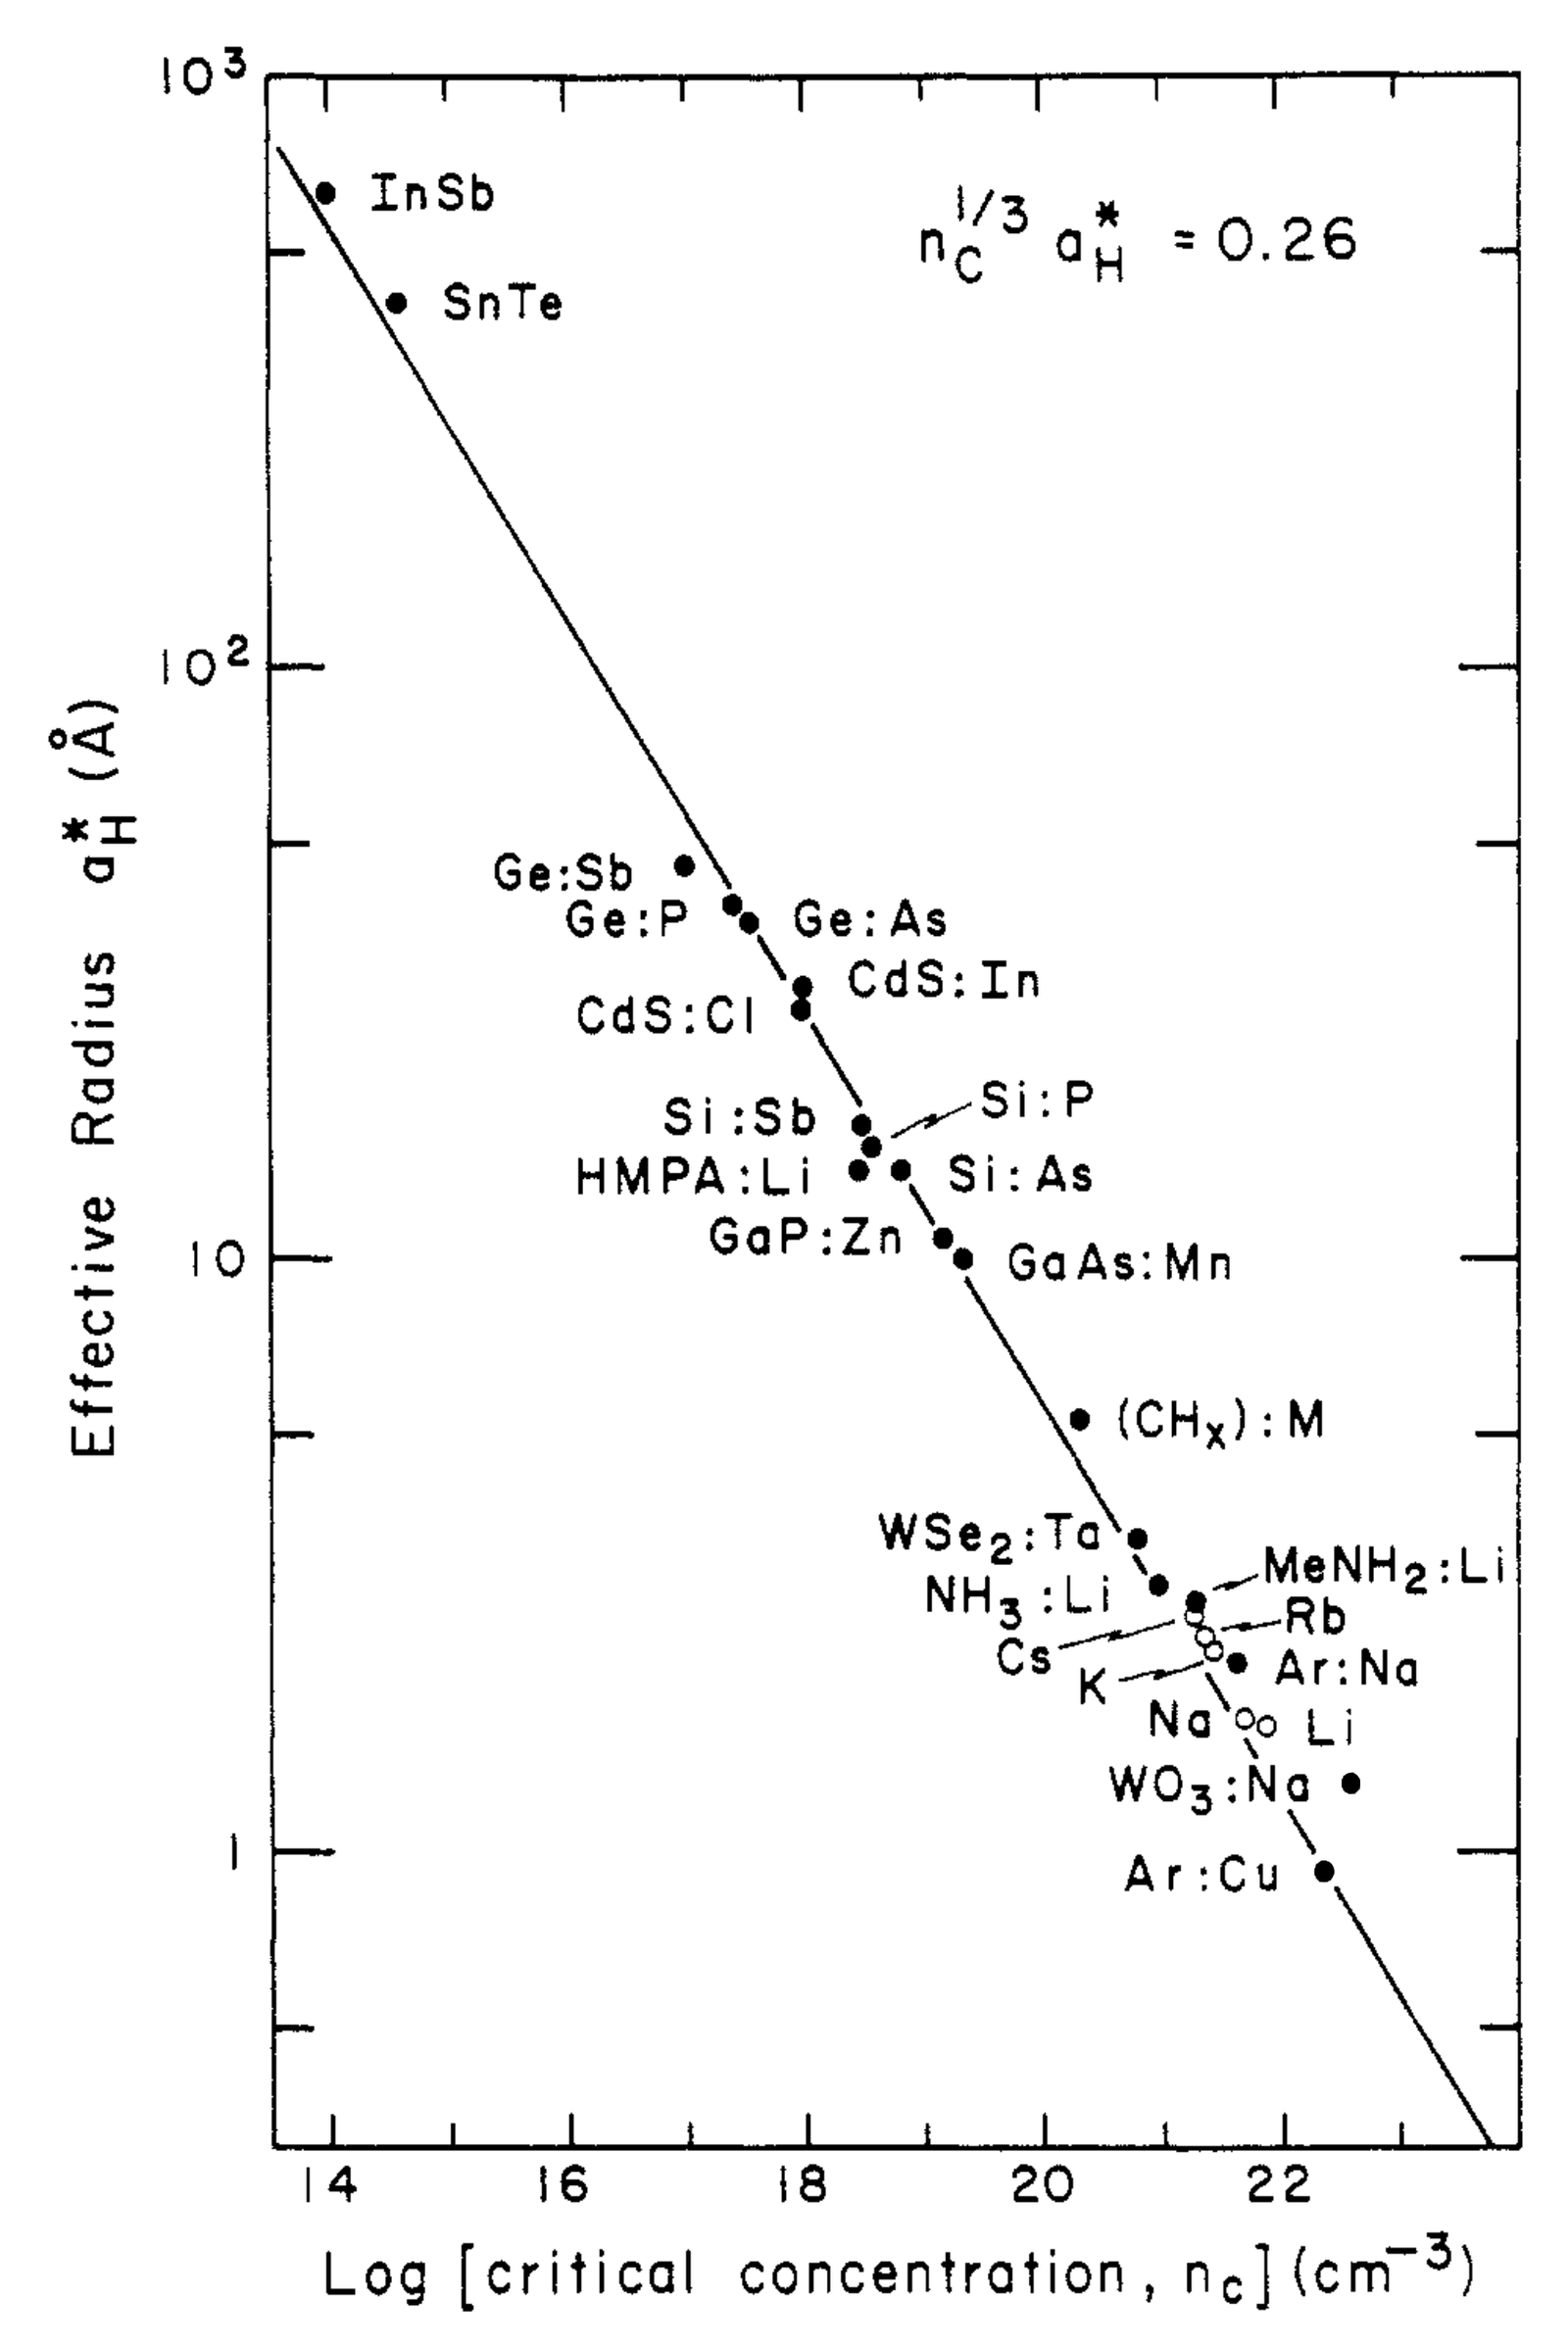 10³
InSb
n_C^1/3 a_H^* = 0.26
SnTe
10²
Effective Radius a_H^* (Å)
Ge:Sb
Ge:P
Ge:As
CdS:In
CdS:Cl
Si:P
Si:Sb
HMPA:Li
Si:As
GaP:Zn
10
GaAs:Mn
(CHₓ):M
WSe₂:Ta
MeNH₂:Li
NH₃:Li
Rb
Cs
Ar:Na
K
Na
Li
WO₃:Na
1
Ar:Cu
14 16 18 20 22
Log [critical concentration, n_c] (cm⁻³)